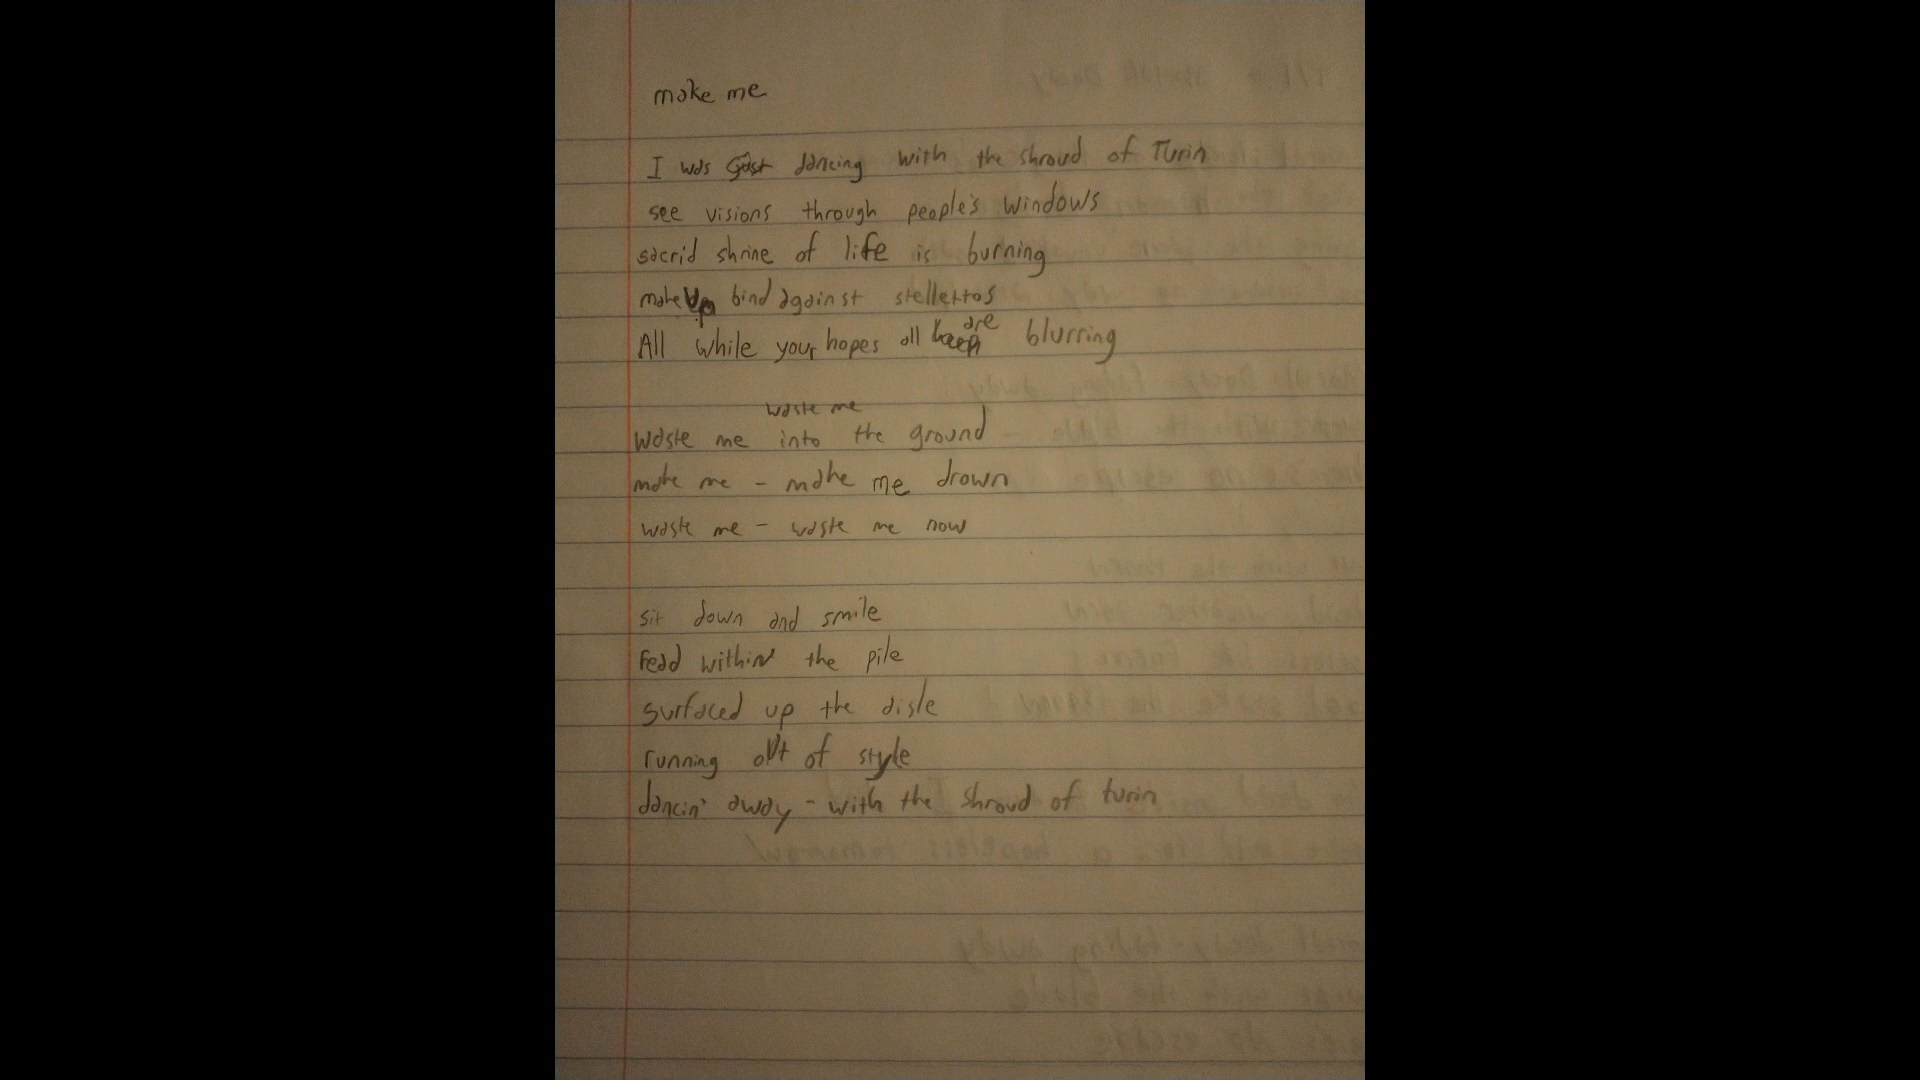 make me
I was just dancing with the shroud of Turin
see visions through people's windows
sacrid shrine of life is burning
makeup bind against stellettos
All while your hopes all are blurring
waste me
waste me into the ground
make me - make me drown
waste me - waste me now
sit down and smile
Fead within the pile
surfaced up the aisle
running out of style
dancin' away - with the shroud of turin